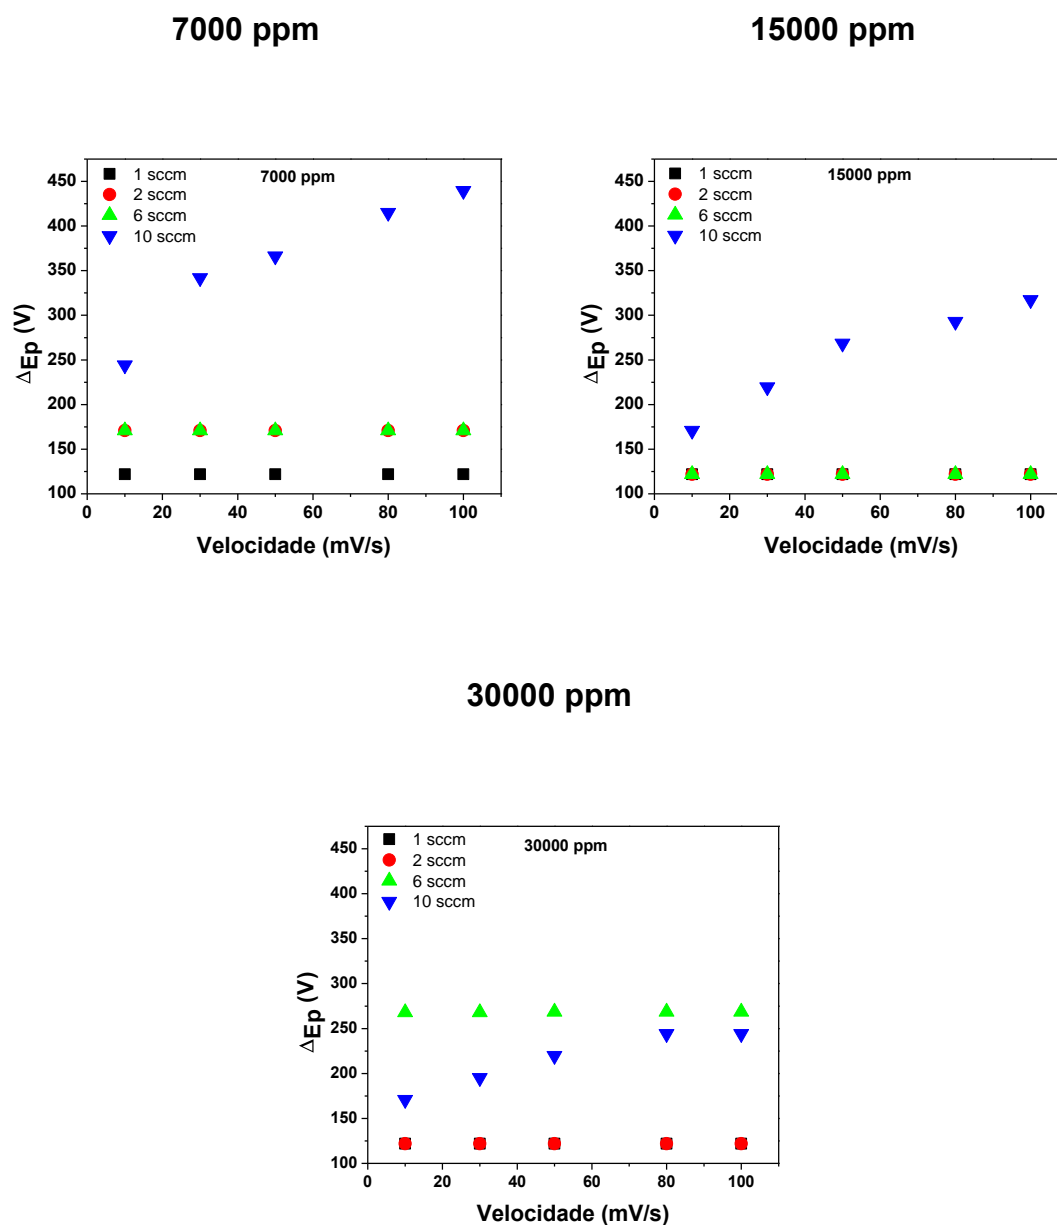 7000 ppm
15000 ppm
1 sccm
2 sccm
6 sccm
10 sccm
7000 ppm
450
400
350
300
250
200
150
100
0 20 40 60 80 100
ΔEp (V)
Velocidade (mV/s)
1 sccm
2 sccm
6 sccm
10 sccm
15000 ppm
450
400
350
300
250
200
150
100
0 20 40 60 80 100
ΔEp (V)
Velocidade (mV/s)
30000 ppm
1 sccm
2 sccm
6 sccm
10 sccm
30000 ppm
450
400
350
300
250
200
150
100
0 20 40 60 80 100
ΔEp (V)
Velocidade (mV/s)